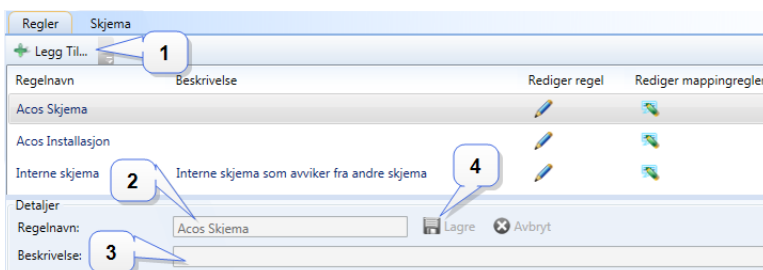 Regler Skjema
Legg Til... 1
Regelnavn Beskrivelse Rediger regel Rediger mappingregler
Acos Skjema
Acos Installasjon
Interne skjema 2 Interne skjema som avviker fra andre skjema 4
Detaljer
Regelnavn: Acos Skjema Lagre Avbryt
Beskrivelse: 3